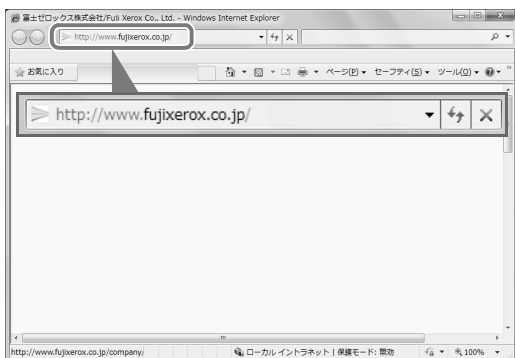 富士ゼロックス株式会社/Fuji Xerox Co., Ltd. - Windows Internet Explorer
http://www.fujixerox.co.jp/
お気に入り ページ(P) セーフティ(S) ツール(O)
http://www.fujixerox.co.jp/
http://www.fujixerox.co.jp/company/ ローカル イントラネット | 保護モード: 無効 100%